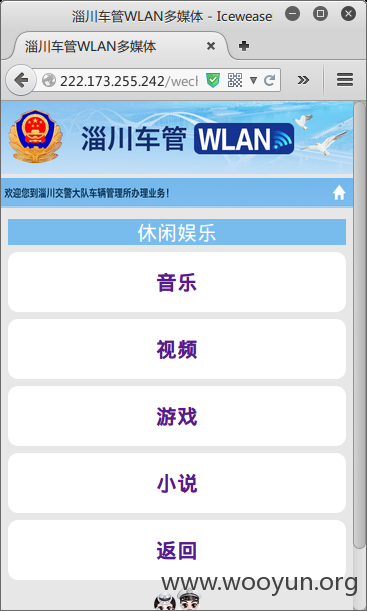 淄川车管WLAN多媒体 - Icewease
淄川车管WLAN多媒体
222.173.255.242/wech
淄川车管 WLAN
欢迎您到淄川交警大队车辆管理所办理业务!
休闲娱乐
音乐
视频
游戏
小说
返回
www.wooyun.org